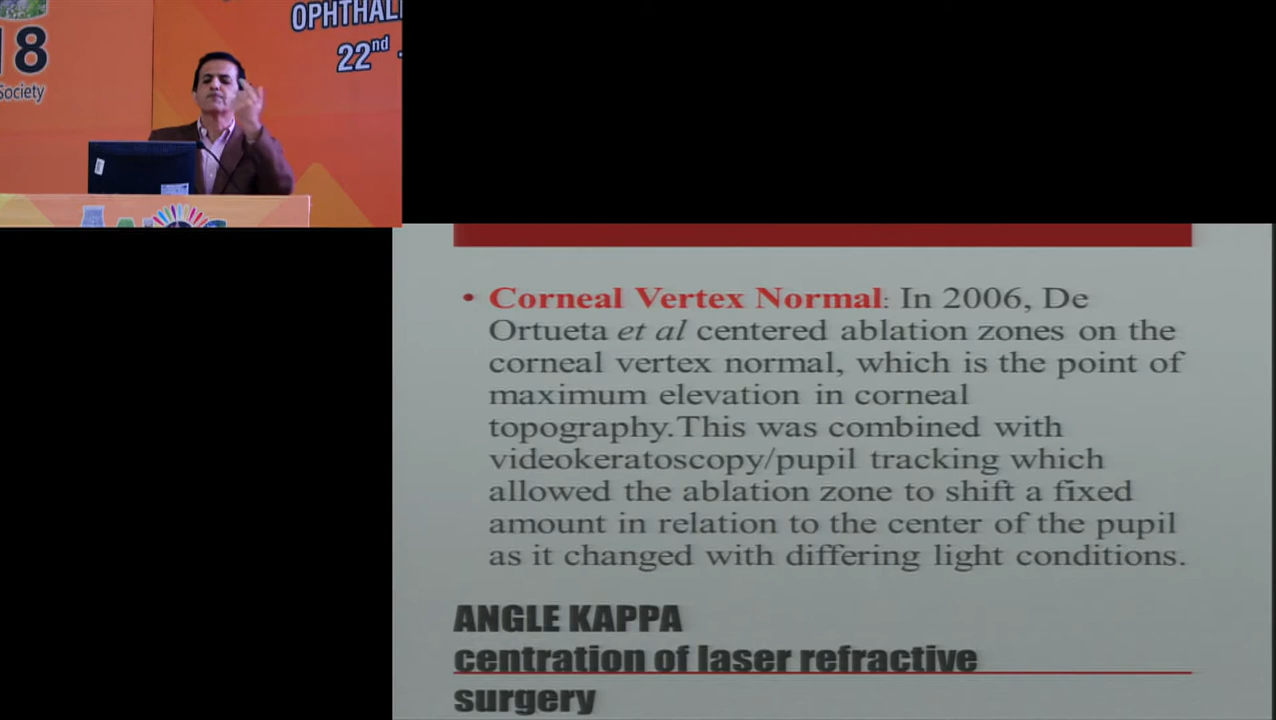 OPHTHAL
22nd -
18
Society
• Corneal Vertex Normal: In 2006, De
Ortueta et al centered ablation zones on the
corneal vertex normal, which is the point of
maximum elevation in corneal
topography.This was combined with
videokeratoscopy/pupil tracking which
allowed the ablation zone to shift a fixed
amount in relation to the center of the pupil
as it changed with differing light conditions.
ANGLE KAPPA
centration of laser refractive
surgery